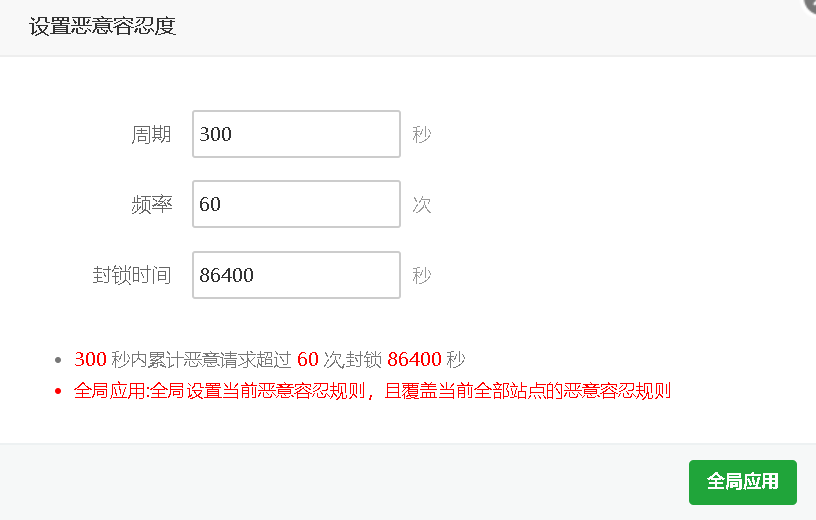 设置恶意容忍度
周期 300 秒
频率 60 次
封锁时间 86400 秒
300 秒内累计恶意请求超过 60 次,封锁 86400 秒
全局应用:全局设置当前恶意容忍规则，且覆盖当前全部站点的恶意容忍规则
全局应用